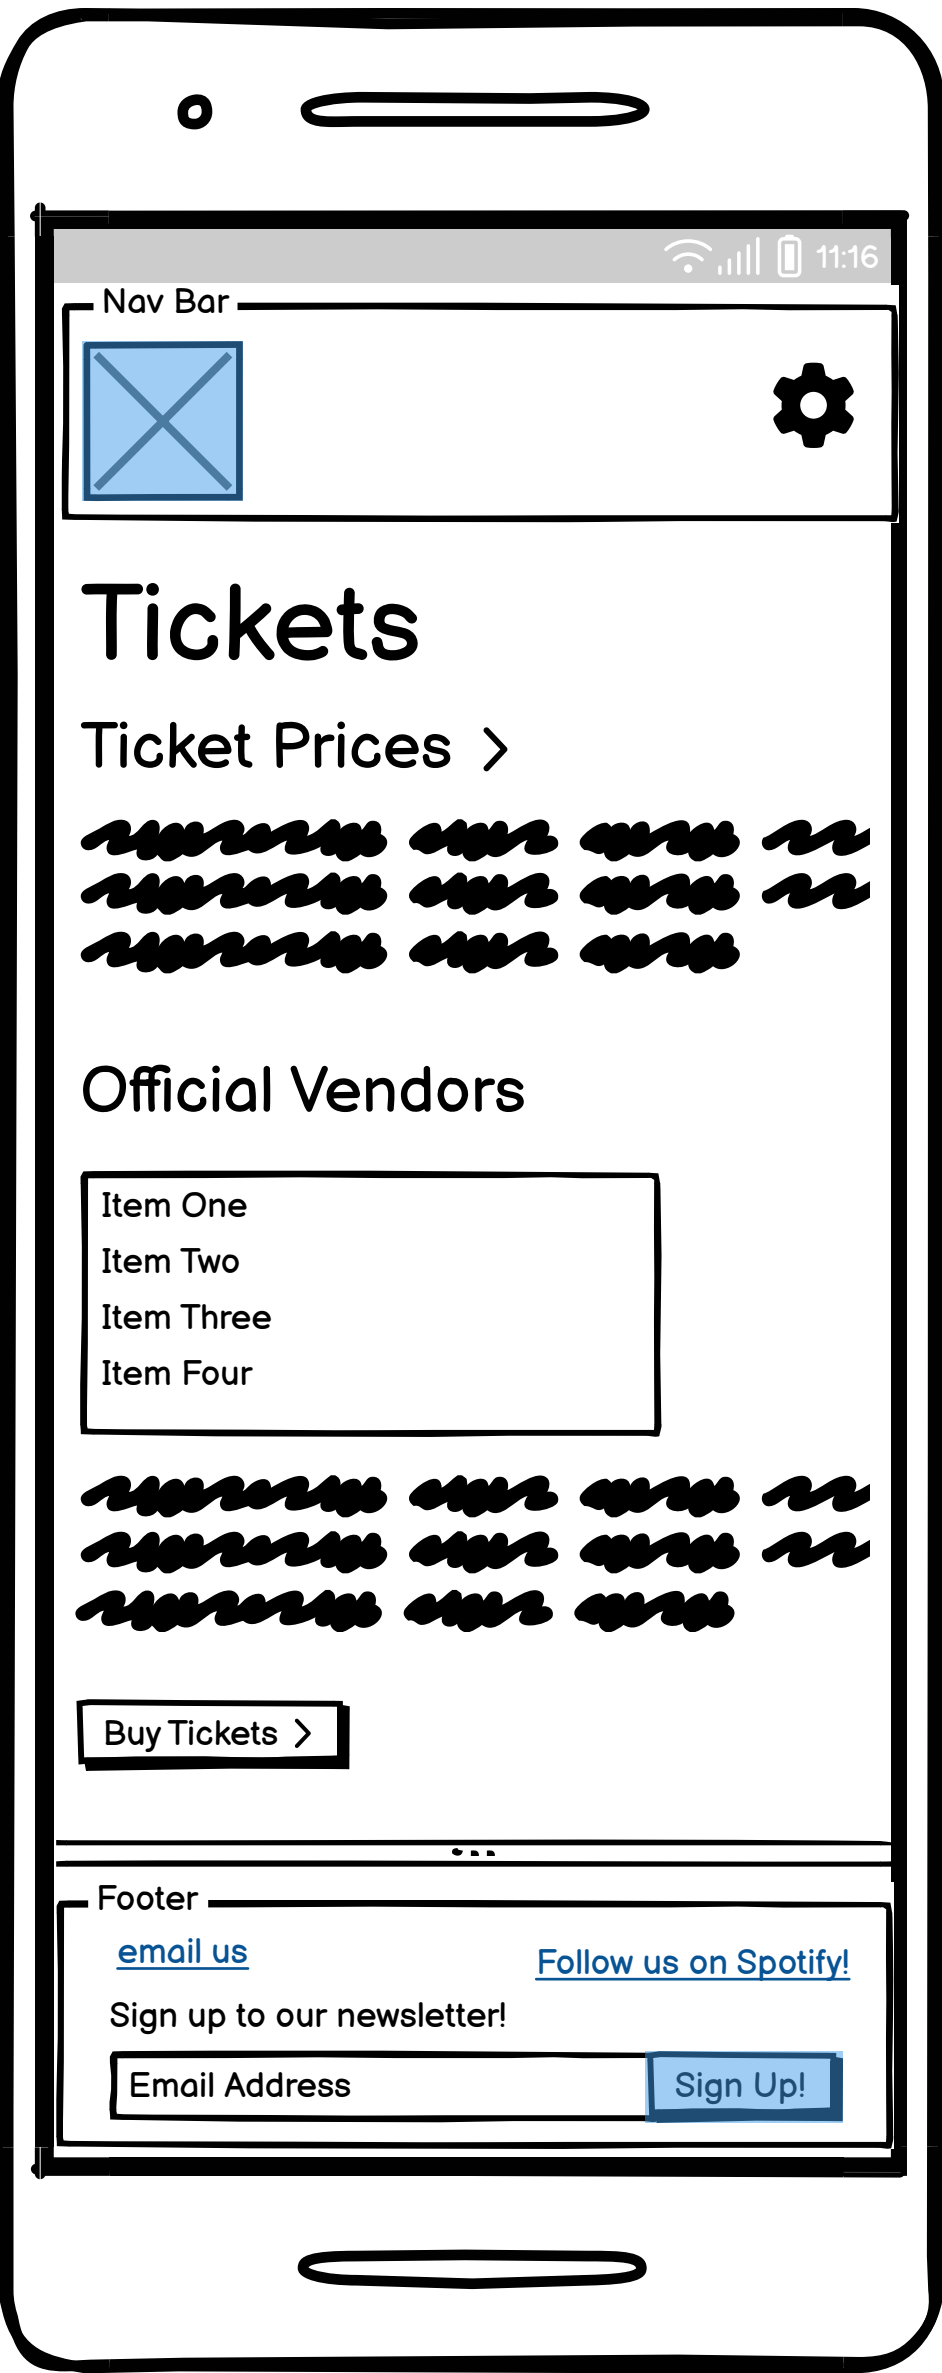 11:16
Nav Bar
Tickets
Ticket Prices
Official Vendors
Item One
Item Two
Item Three
Item Four
Buy Tickets
Footer
email us
Follow us on Spotify!
Sign up to our newsletter!
Email Address
Sign Up!